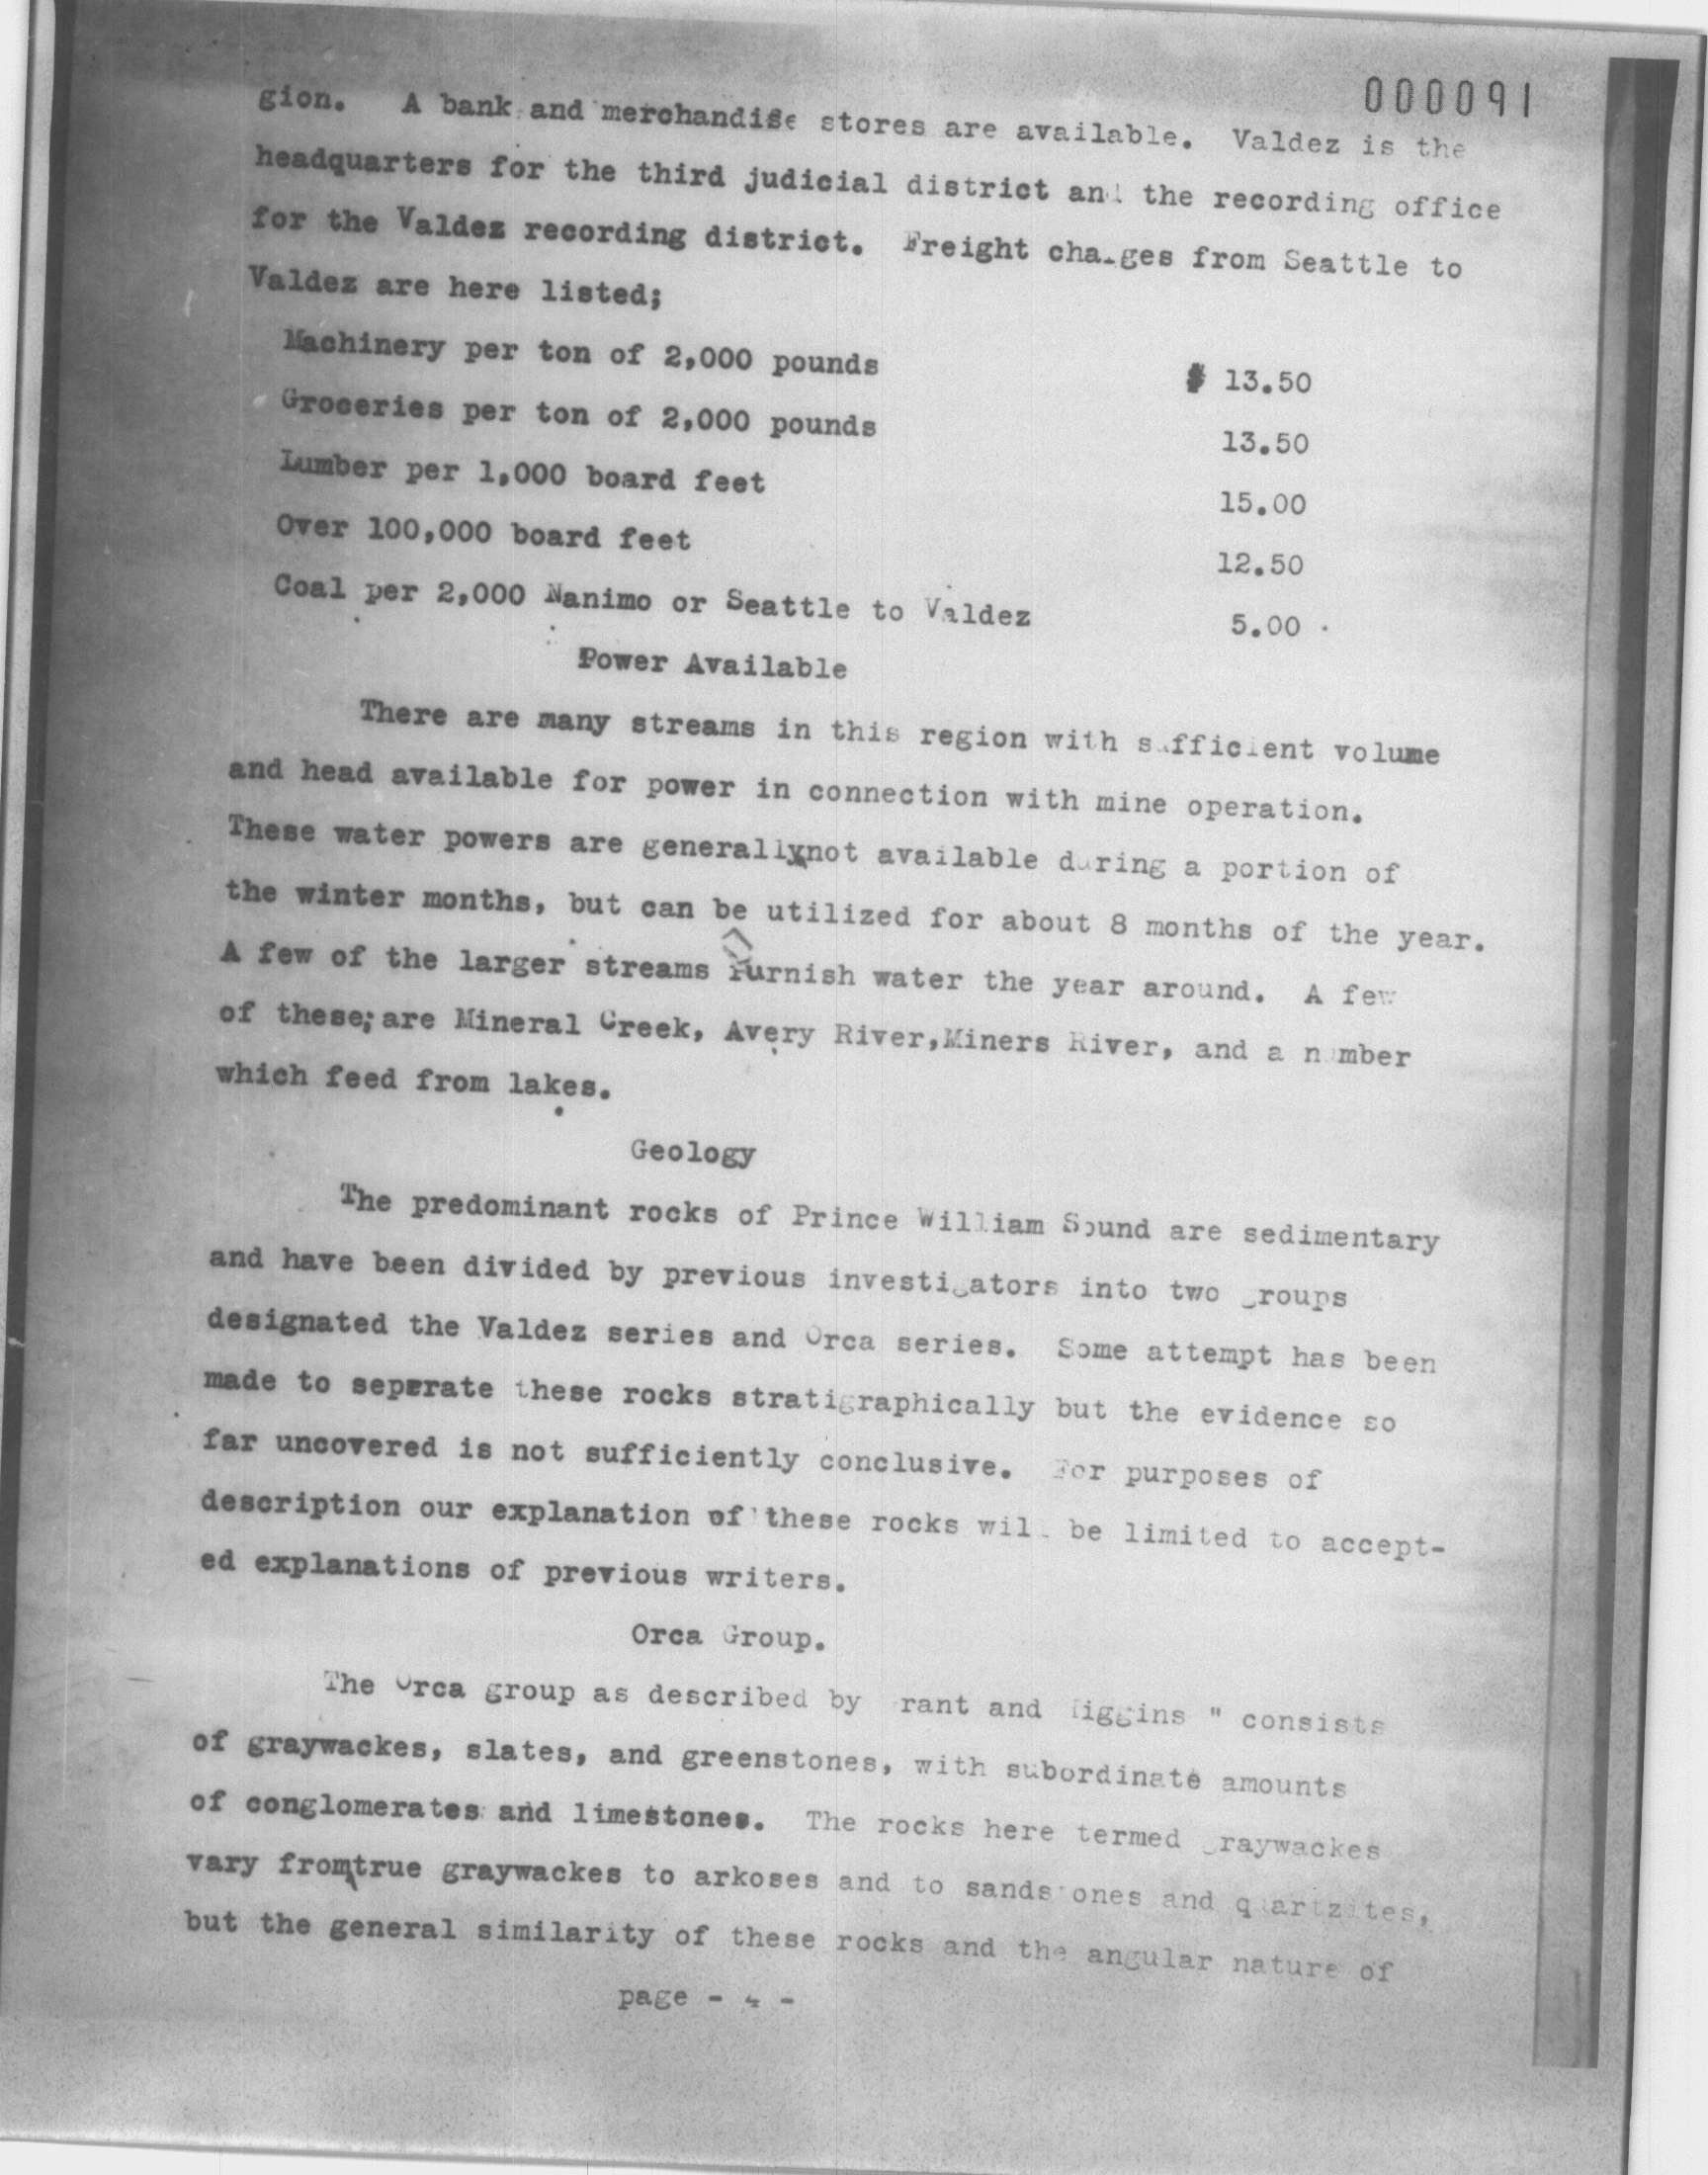 000091
gion. A bank and merchandise stores are available. Valdez is the
headquarters for the third judicial district and the recording office
for the Valdez recording district. Freight charges from Seattle to
Valdez are here listed;
Machinery per ton of 2,000 pounds $ 13.50
Groceries per ton of 2,000 pounds 13.50
Lumber per 1,000 board feet 15.00
Over 100,000 board feet 12.50
Coal per 2,000 Nanimo or Seattle to Valdez 5.00
Power Available
There are many streams in this region with sufficient volume
and head available for power in connection with mine operation.
These water powers are generally not available during a portion of
the winter months, but can be utilized for about 8 months of the year.
A few of the larger streams furnish water the year around. A few
of these; are Mineral Creek, Avery River, Miners River, and a number
which feed from lakes.
Geology
The predominant rocks of Prince William Sound are sedimentary
and have been divided by previous investigators into two groups
designated the Valdez series and Orca series. Some attempt has been
made to seperate these rocks stratigraphically but the evidence so
far uncovered is not sufficiently conclusive. For purposes of
description our explanation of these rocks will be limited to accept-
ed explanations of previous writers.
Orca Group.
The Orca group as described by Grant and Higgins " consists
of graywackes, slates, and greenstones, with subordinate amounts
of conglomerates and limestones. The rocks here termed graywackes
vary from true graywackes to arkoses and to sandstones and quartzites,
but the general similarity of these rocks and the angular nature of
page - 4 -